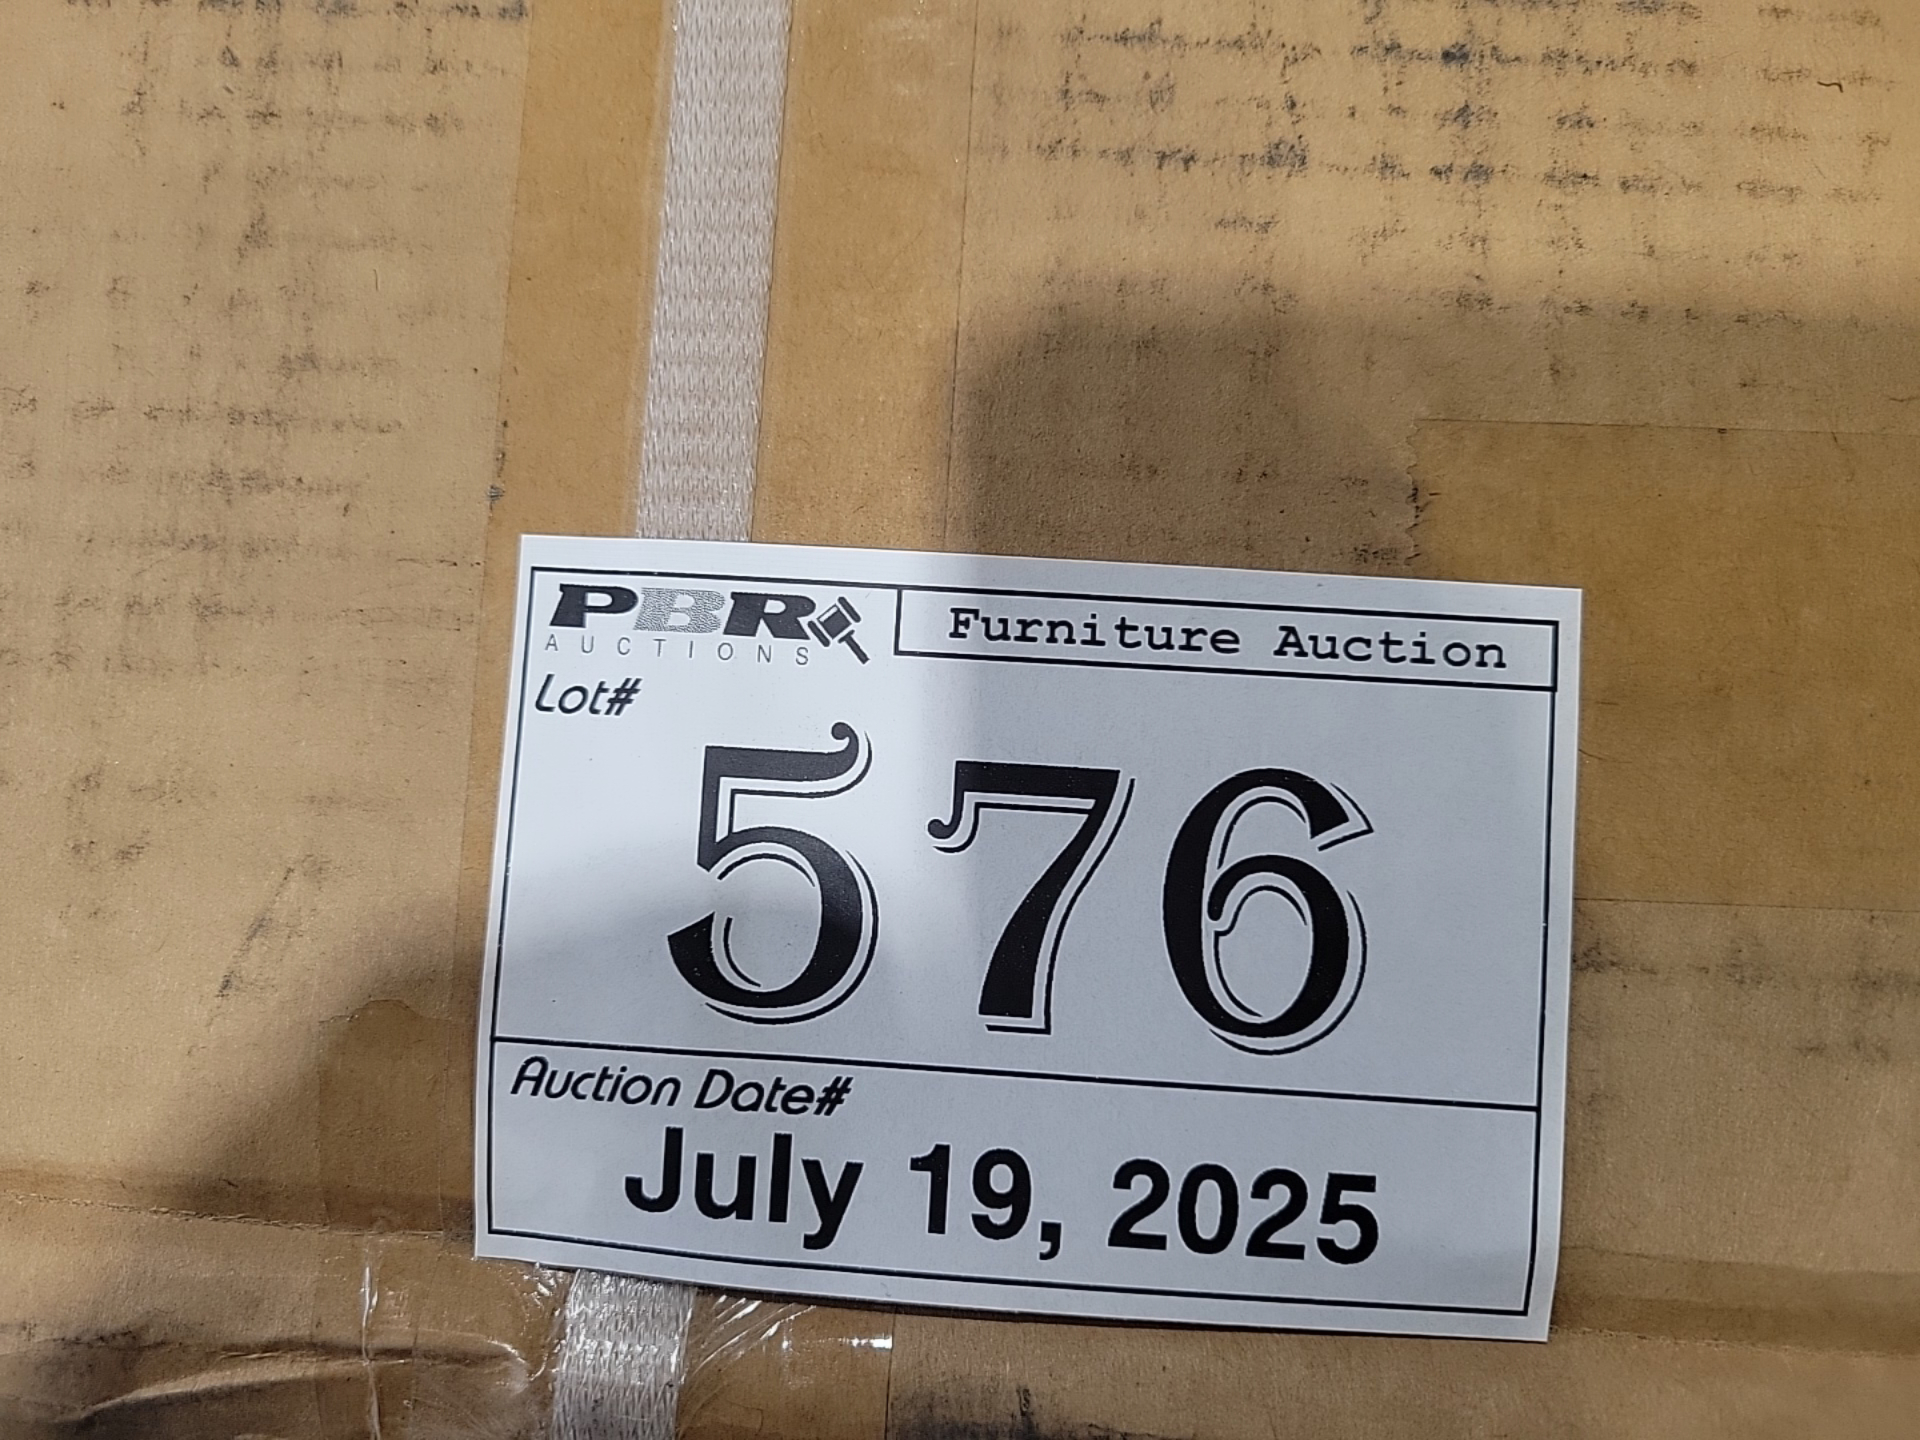 PBR
AUCTIONS
Furniture Auction
Lot#
576
Auction Date#
July 19, 2025